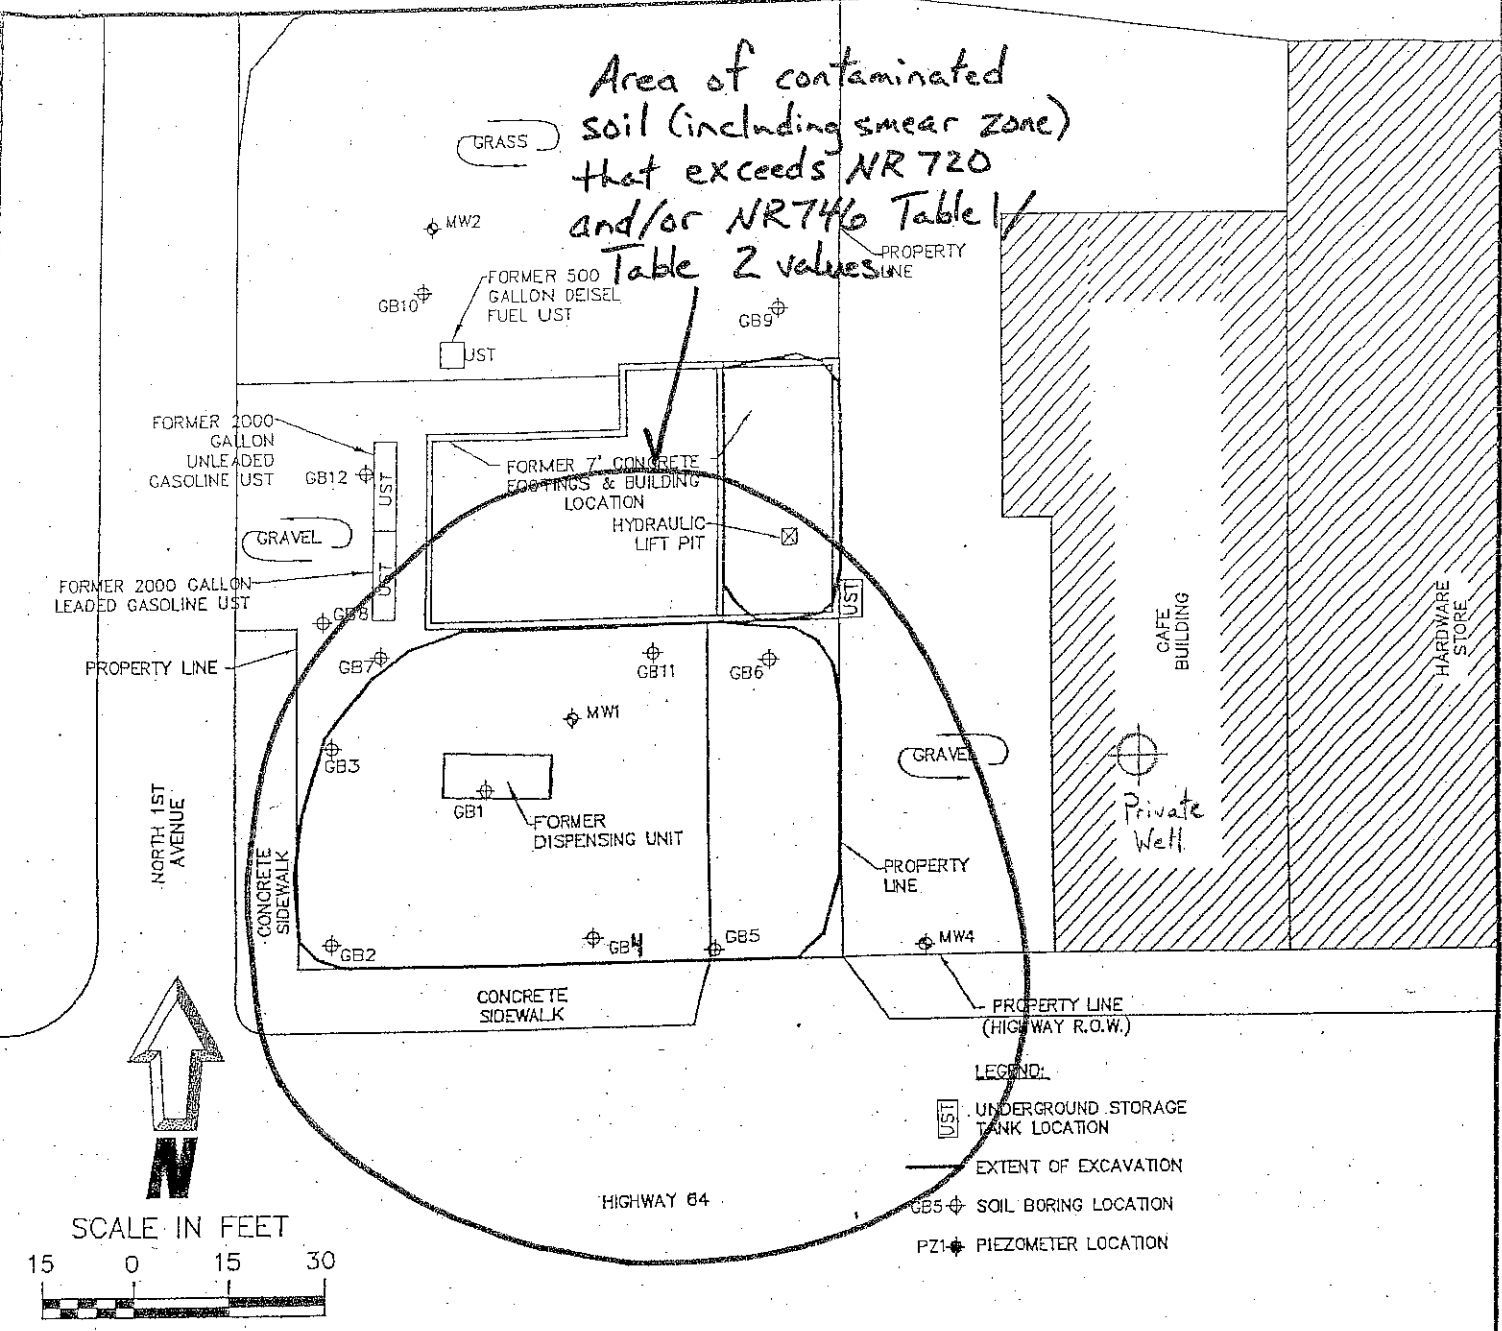 Area of contaminated
soil (including smear zone)
that exceeds NR 720
and/or NR746 Table 1/
Table 2 values
GRASS
MW2
PROPERTY
LINE
FORMER 500
GALLON DEISEL
FUEL UST
GB10
GB9
UST
FORMER 2000
GALLON
UNLEADED
GASOLINE UST
GB12
UST
FORMER 7' CONCRETE
FOOTINGS & BUILDING
LOCATION
HYDRAULIC
LIFT PIT
GRAVEL
FORMER 2000 GALLON
LEADED GASOLINE UST
UST
UST
GB8
PROPERTY LINE
GB7
GB11
GB6
CAFE
BUILDING
HARDWARE
STORE
MW1
GB3
GRAVEL
GB1
FORMER
DISPENSING UNIT
Private
Well
NORTH 1ST
AVENUE
CONCRETE
SIDEWALK
PROPERTY
LINE
GB2
GB4
GB5
MW4
CONCRETE
SIDEWALK
PROPERTY LINE
(HIGHWAY R.O.W.)
LEGEND:
UST UNDERGROUND STORAGE
TANK LOCATION
EXTENT OF EXCAVATION
GB5 SOIL BORING LOCATION
PZ1 PIEZOMETER LOCATION
HIGHWAY 64
N
SCALE IN FEET
15 0 15 30